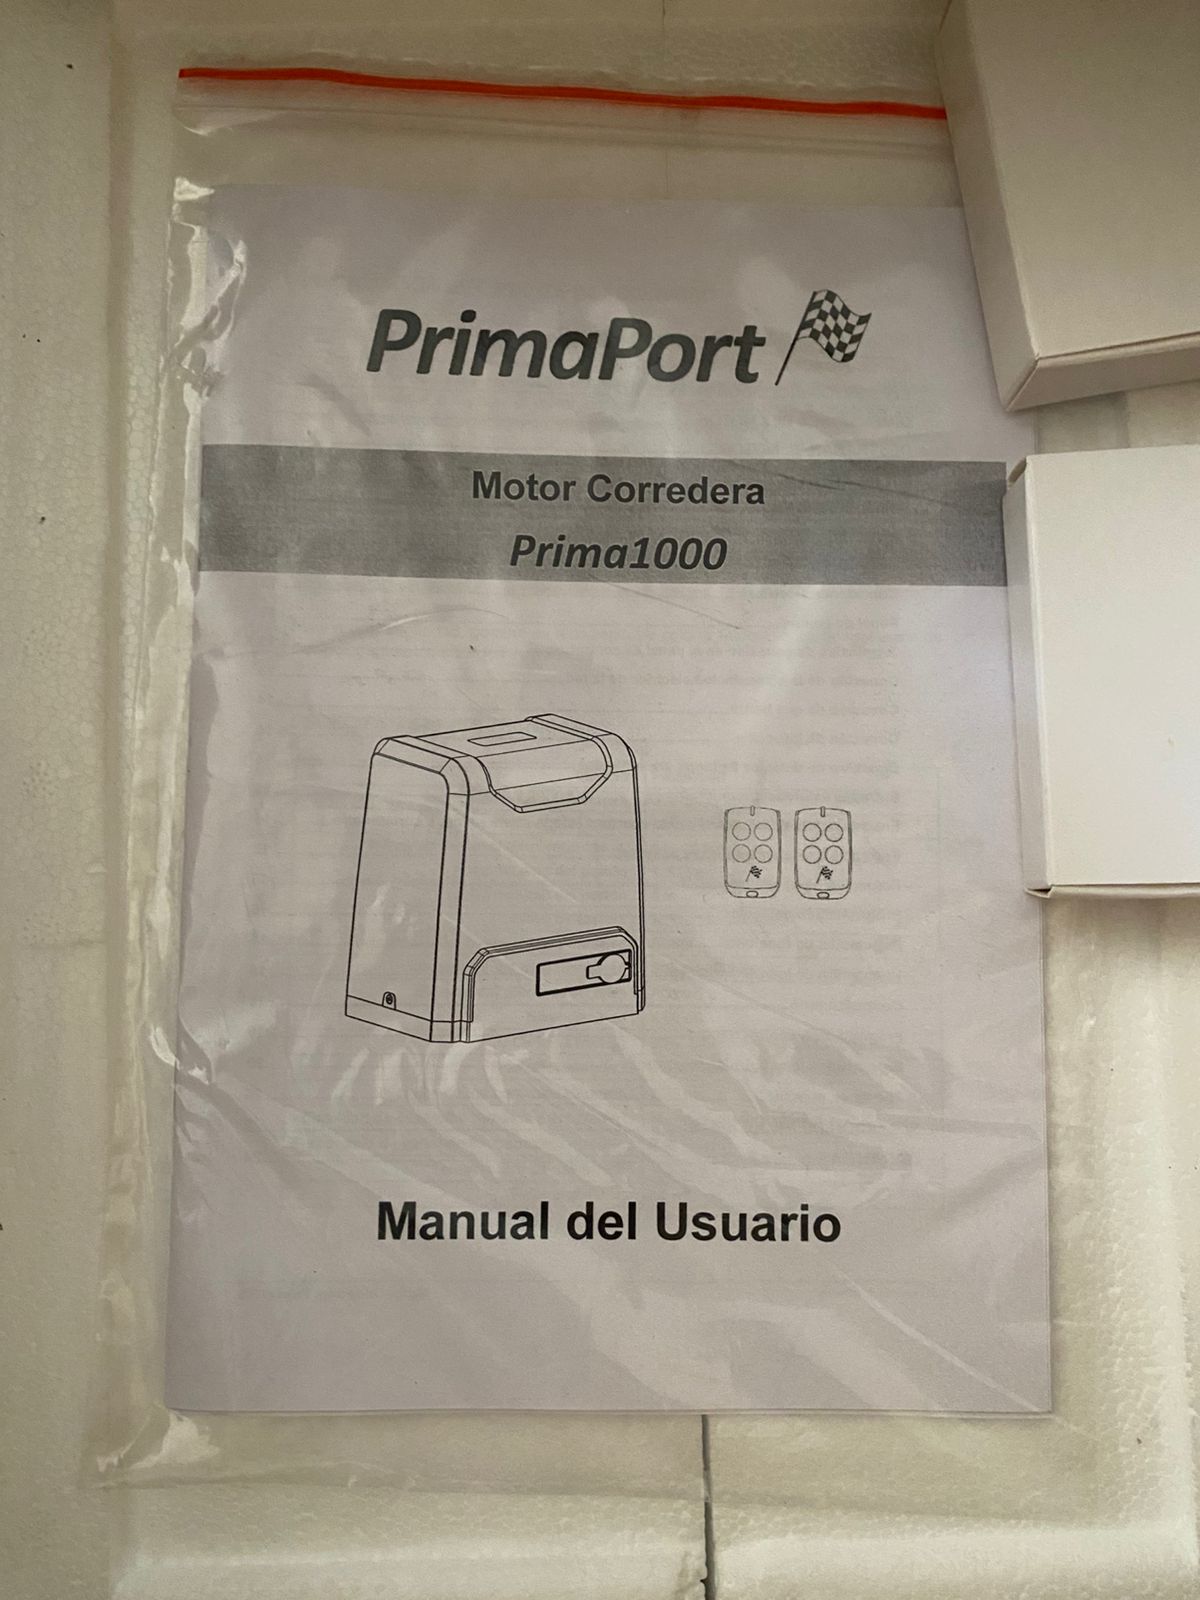 PrimaPort
Motor Corredera
Prima1000
Manual del Usuario